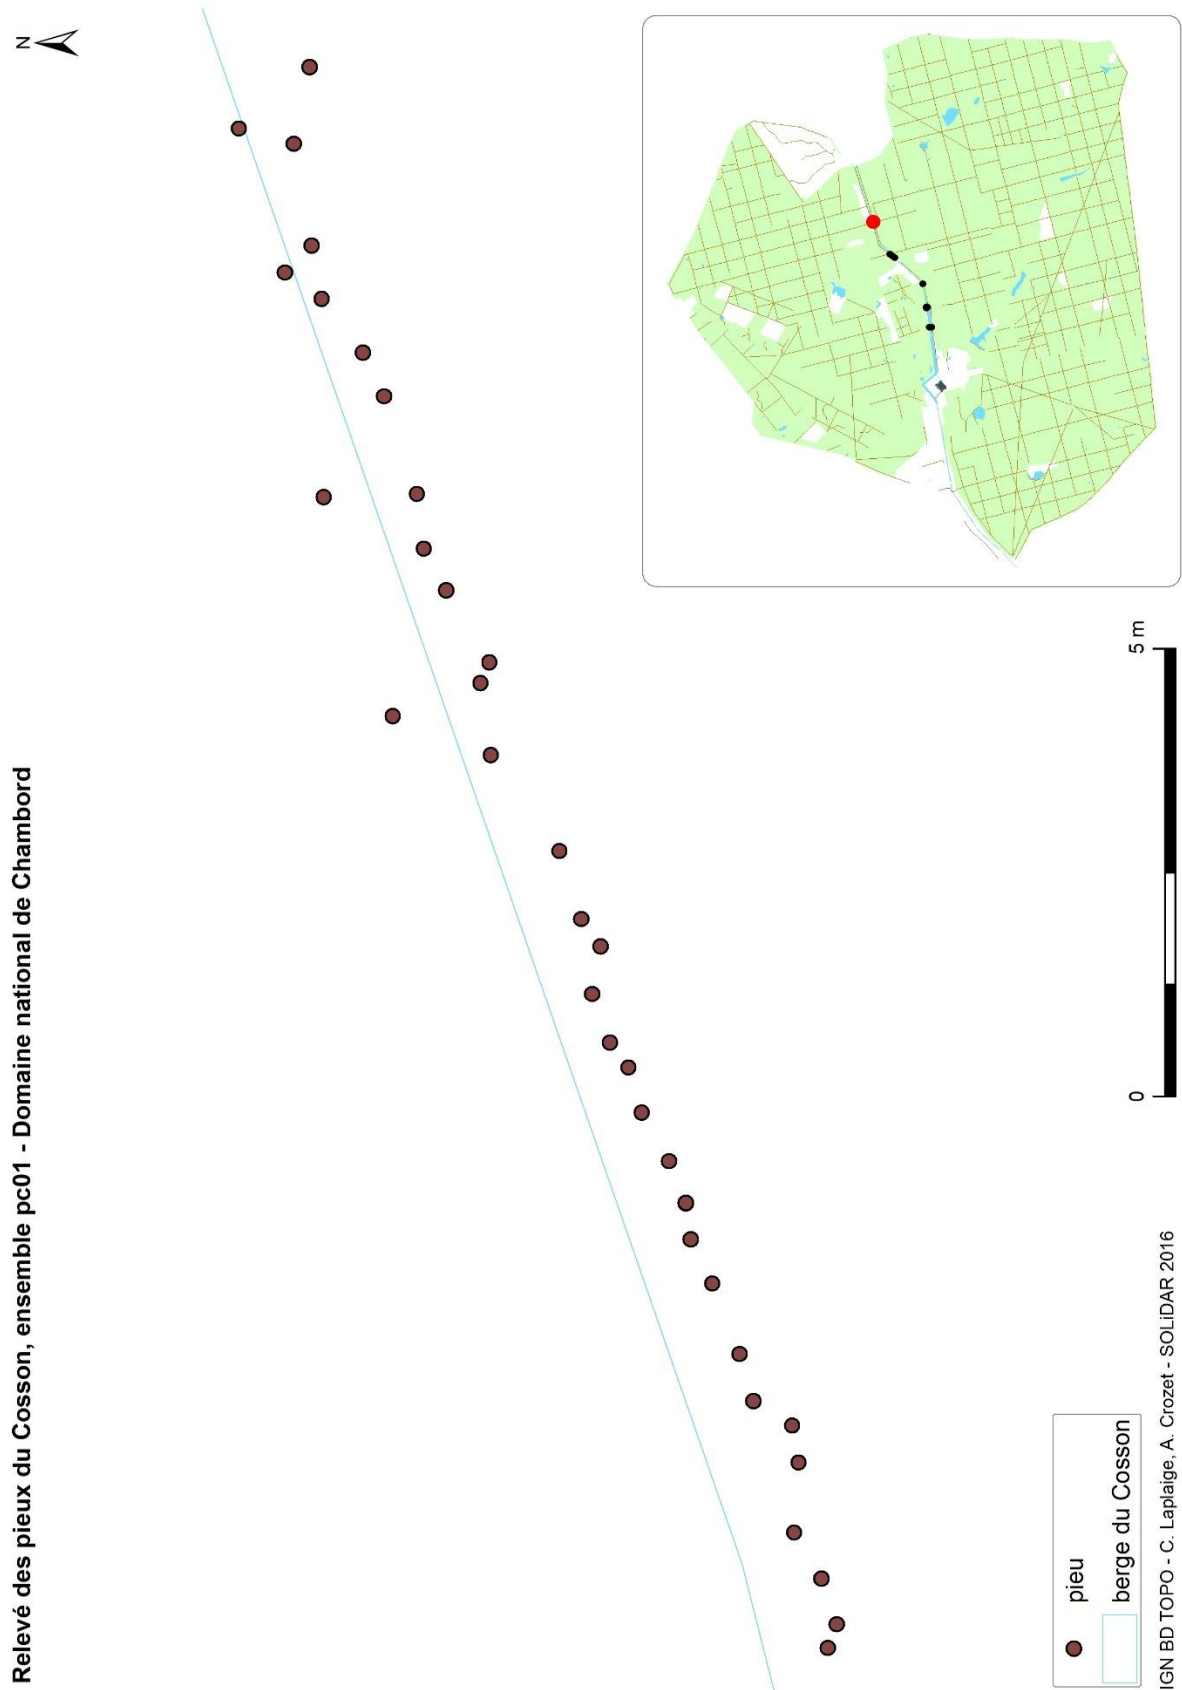 Relevé des pieux du Cosson, ensemble pc01 - Domaine national de Chambord
N
0
5 m
pieu
berge du Cosson
IGN BD TOPO - C. Laplaige, A. Crozet - SOLiDAR 2016